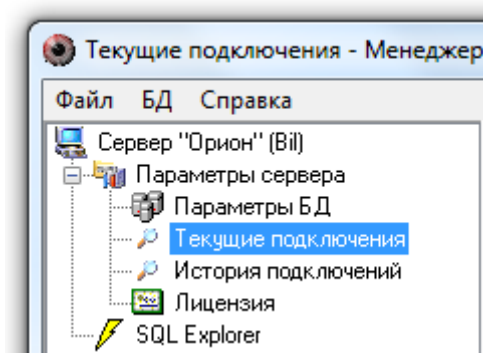 Текущие подключения - Менеджер
Файл БД Справка
Сервер "Орион" (Bil)
Параметры сервера
Параметры БД
Текущие подключения
История подключений
Лицензия
SQL Explorer